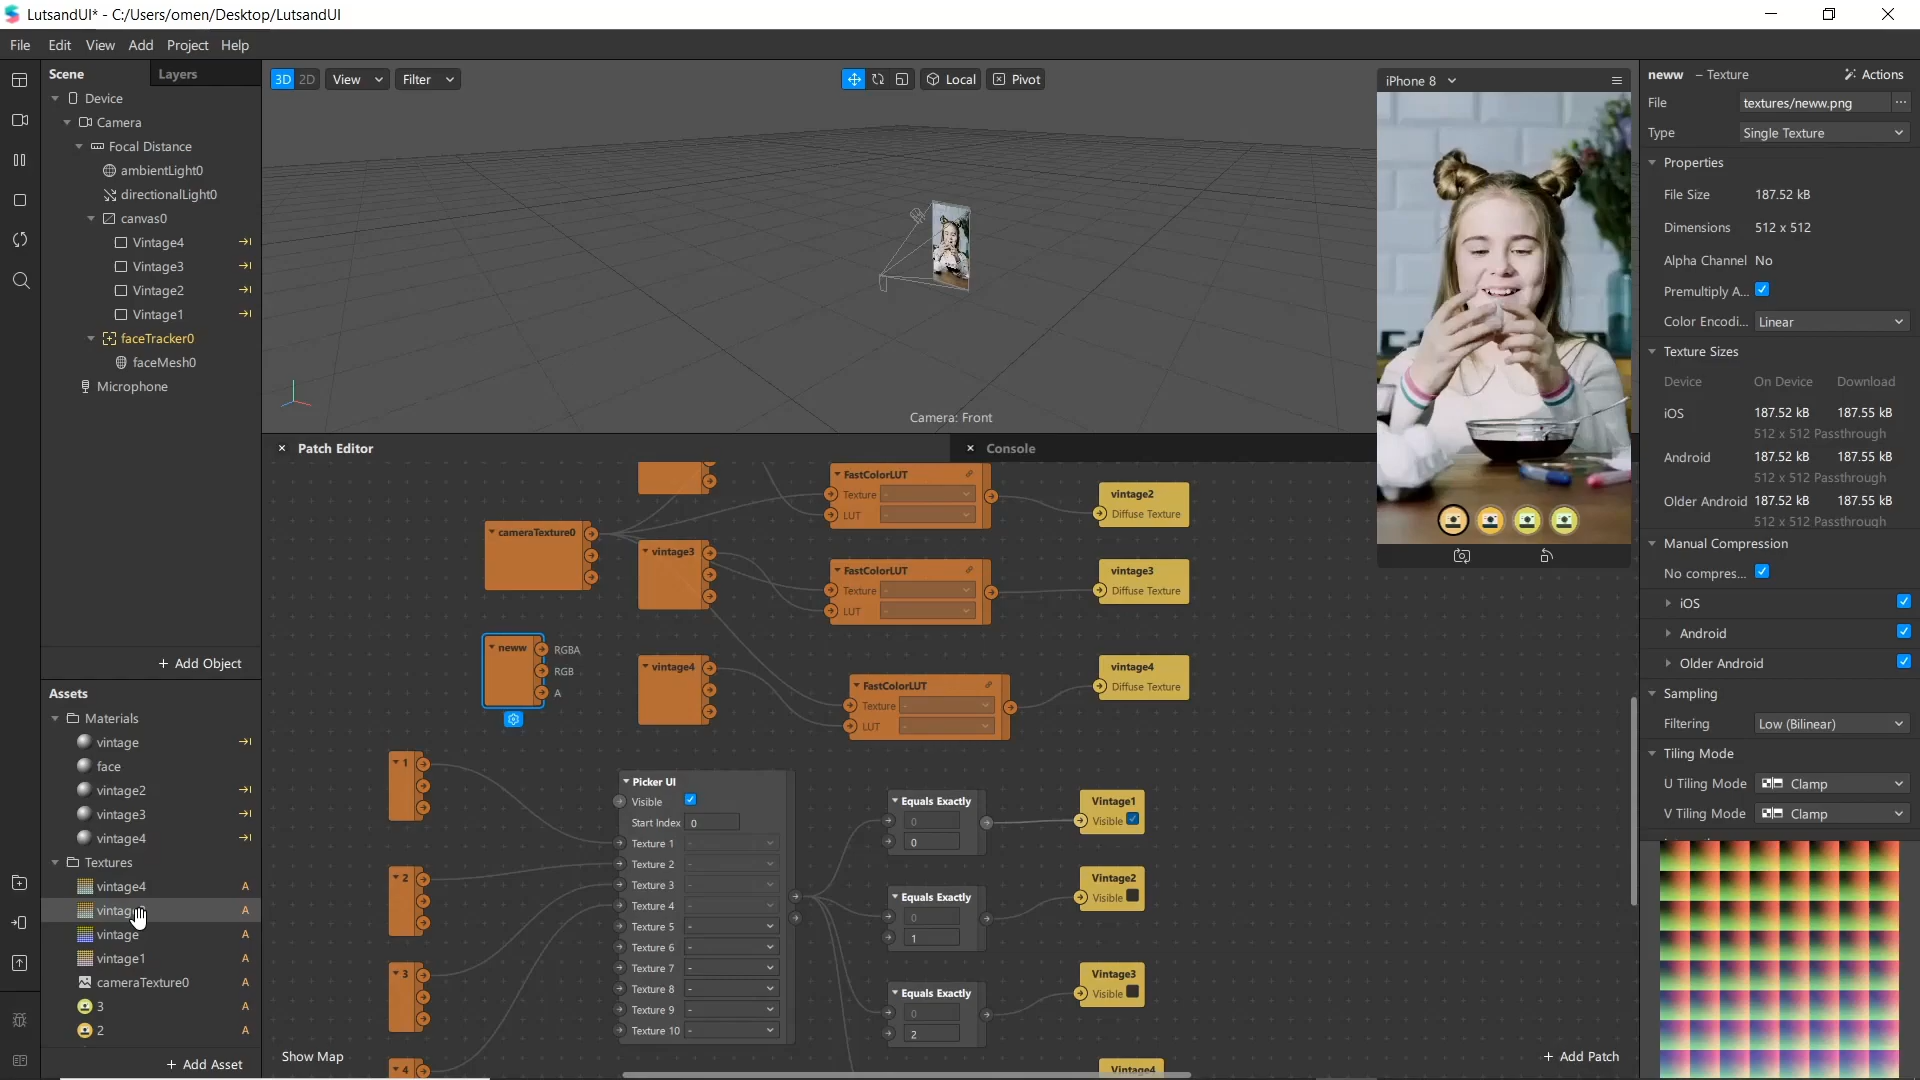 LutsandUI* - C:/Users/omen/Desktop/LutsandUI
File Edit View Add Project Help
Scene Layers
Device
Camera
Focal Distance
ambientLight0
directionalLight0
canvas0
Vintage4
Vintage3
Vintage2
Vintage1
faceTracker0
faceMesh0
Microphone
+ Add Object
Assets
Materials
vintage
face
vintage2
vintage3
vintage4
Textures
vintage4 A
A
vintage A
vintage1 A
cameraTexture0 A
3 A
2 A
+ Add Asset
3D 2D View Filter
Local Pivot
Camera: Front
iPhone 8
Patch Editor
Console
cameraTexture0
neww
RGBA
RGB
A
vintage3
vintage4
FastColorLUT
Texture -
LUT -
FastColorLUT
Texture -
LUT -
FastColorLUT
Texture -
LUT -
vintage2
Diffuse Texture
vintage3
Diffuse Texture
vintage4
Diffuse Texture
1
2
3
4
Picker UI
Visible
Start Index 0
Texture 1 -
Texture 2 -
Texture 3 -
Texture 4 -
Texture 5 -
Texture 6 -
Texture 7 -
Texture 8 -
Texture 9 -
Texture 10 -
Equals Exactly
0
0
Equals Exactly
0
1
Equals Exactly
0
2
Vintage1
Visible
Vintage2
Visible
Vintage3
Visible
Vintage4
Show Map
+ Add Patch
neww – Texture Actions
File textures/neww.png ...
Type Single Texture
Properties
File Size 187.52 kB
Dimensions 512 x 512
Alpha Channel No
Premultiply A...
Color Encodi... Linear
Texture Sizes
Device On Device Download
iOS 187.52 kB 187.55 kB
512 x 512 Passthrough
Android 187.52 kB 187.55 kB
512 x 512 Passthrough
Older Android 187.52 kB 187.55 kB
512 x 512 Passthrough
Manual Compression
No compres...
iOS
Android
Older Android
Sampling
Filtering Low (Bilinear)
Tiling Mode
U Tiling Mode Clamp
V Tiling Mode Clamp